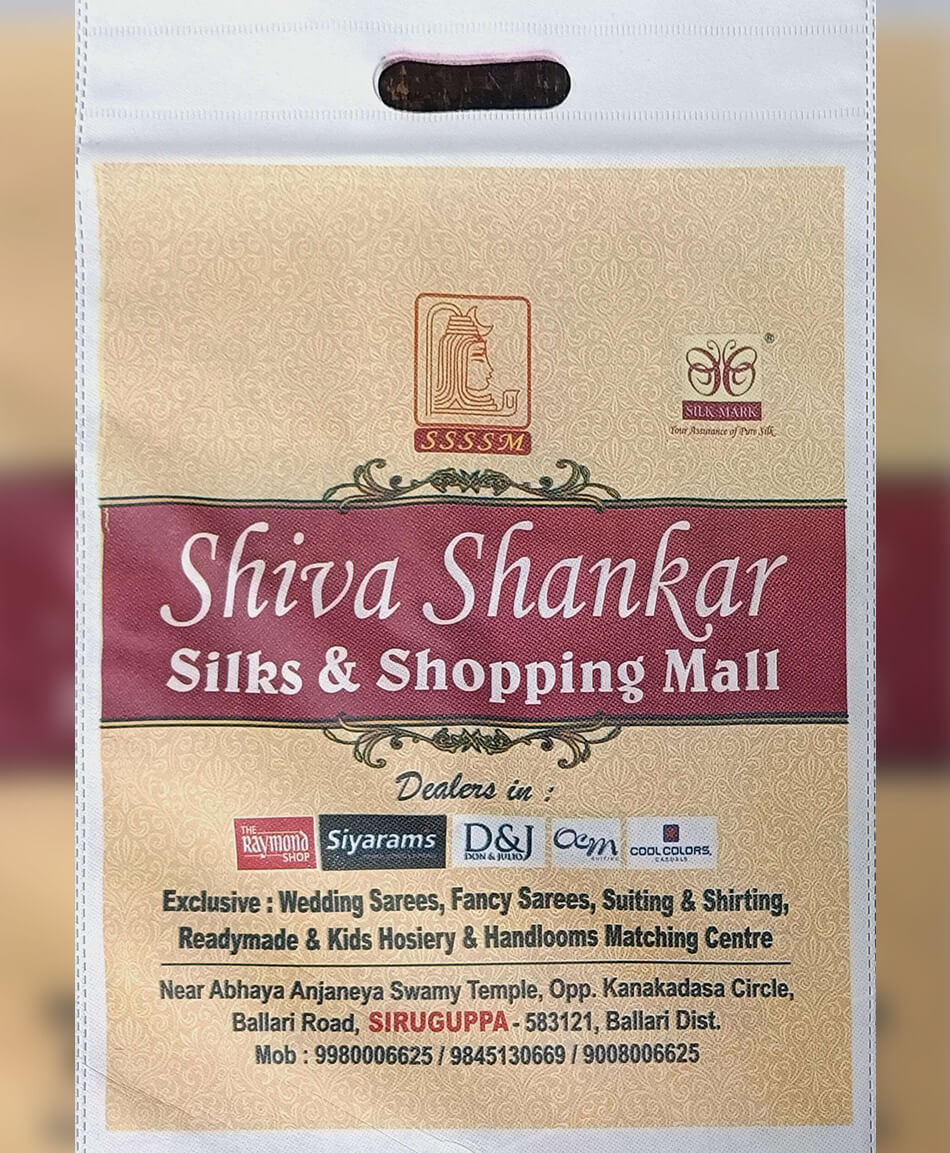 SSSSM
®
SILK MARK
Your Assurance of Pure Silk
Shiva Shankar
Silks & Shopping Mall
Dealers in :
THE
Raymond
SHOP
Siyarams
D&J
DON & JULIO
OCM
SUITING
COOL COLORS.
CASUALS
Exclusive : Wedding Sarees, Fancy Sarees, Suiting & Shirting,
Readymade & Kids Hosiery & Handlooms Matching Centre
Near Abhaya Anjaneya Swamy Temple, Opp. Kanakadasa Circle,
Ballari Road, SIRUGUPPA - 583121, Ballari Dist.
Mob : 9980006625 / 9845130669 / 9008006625